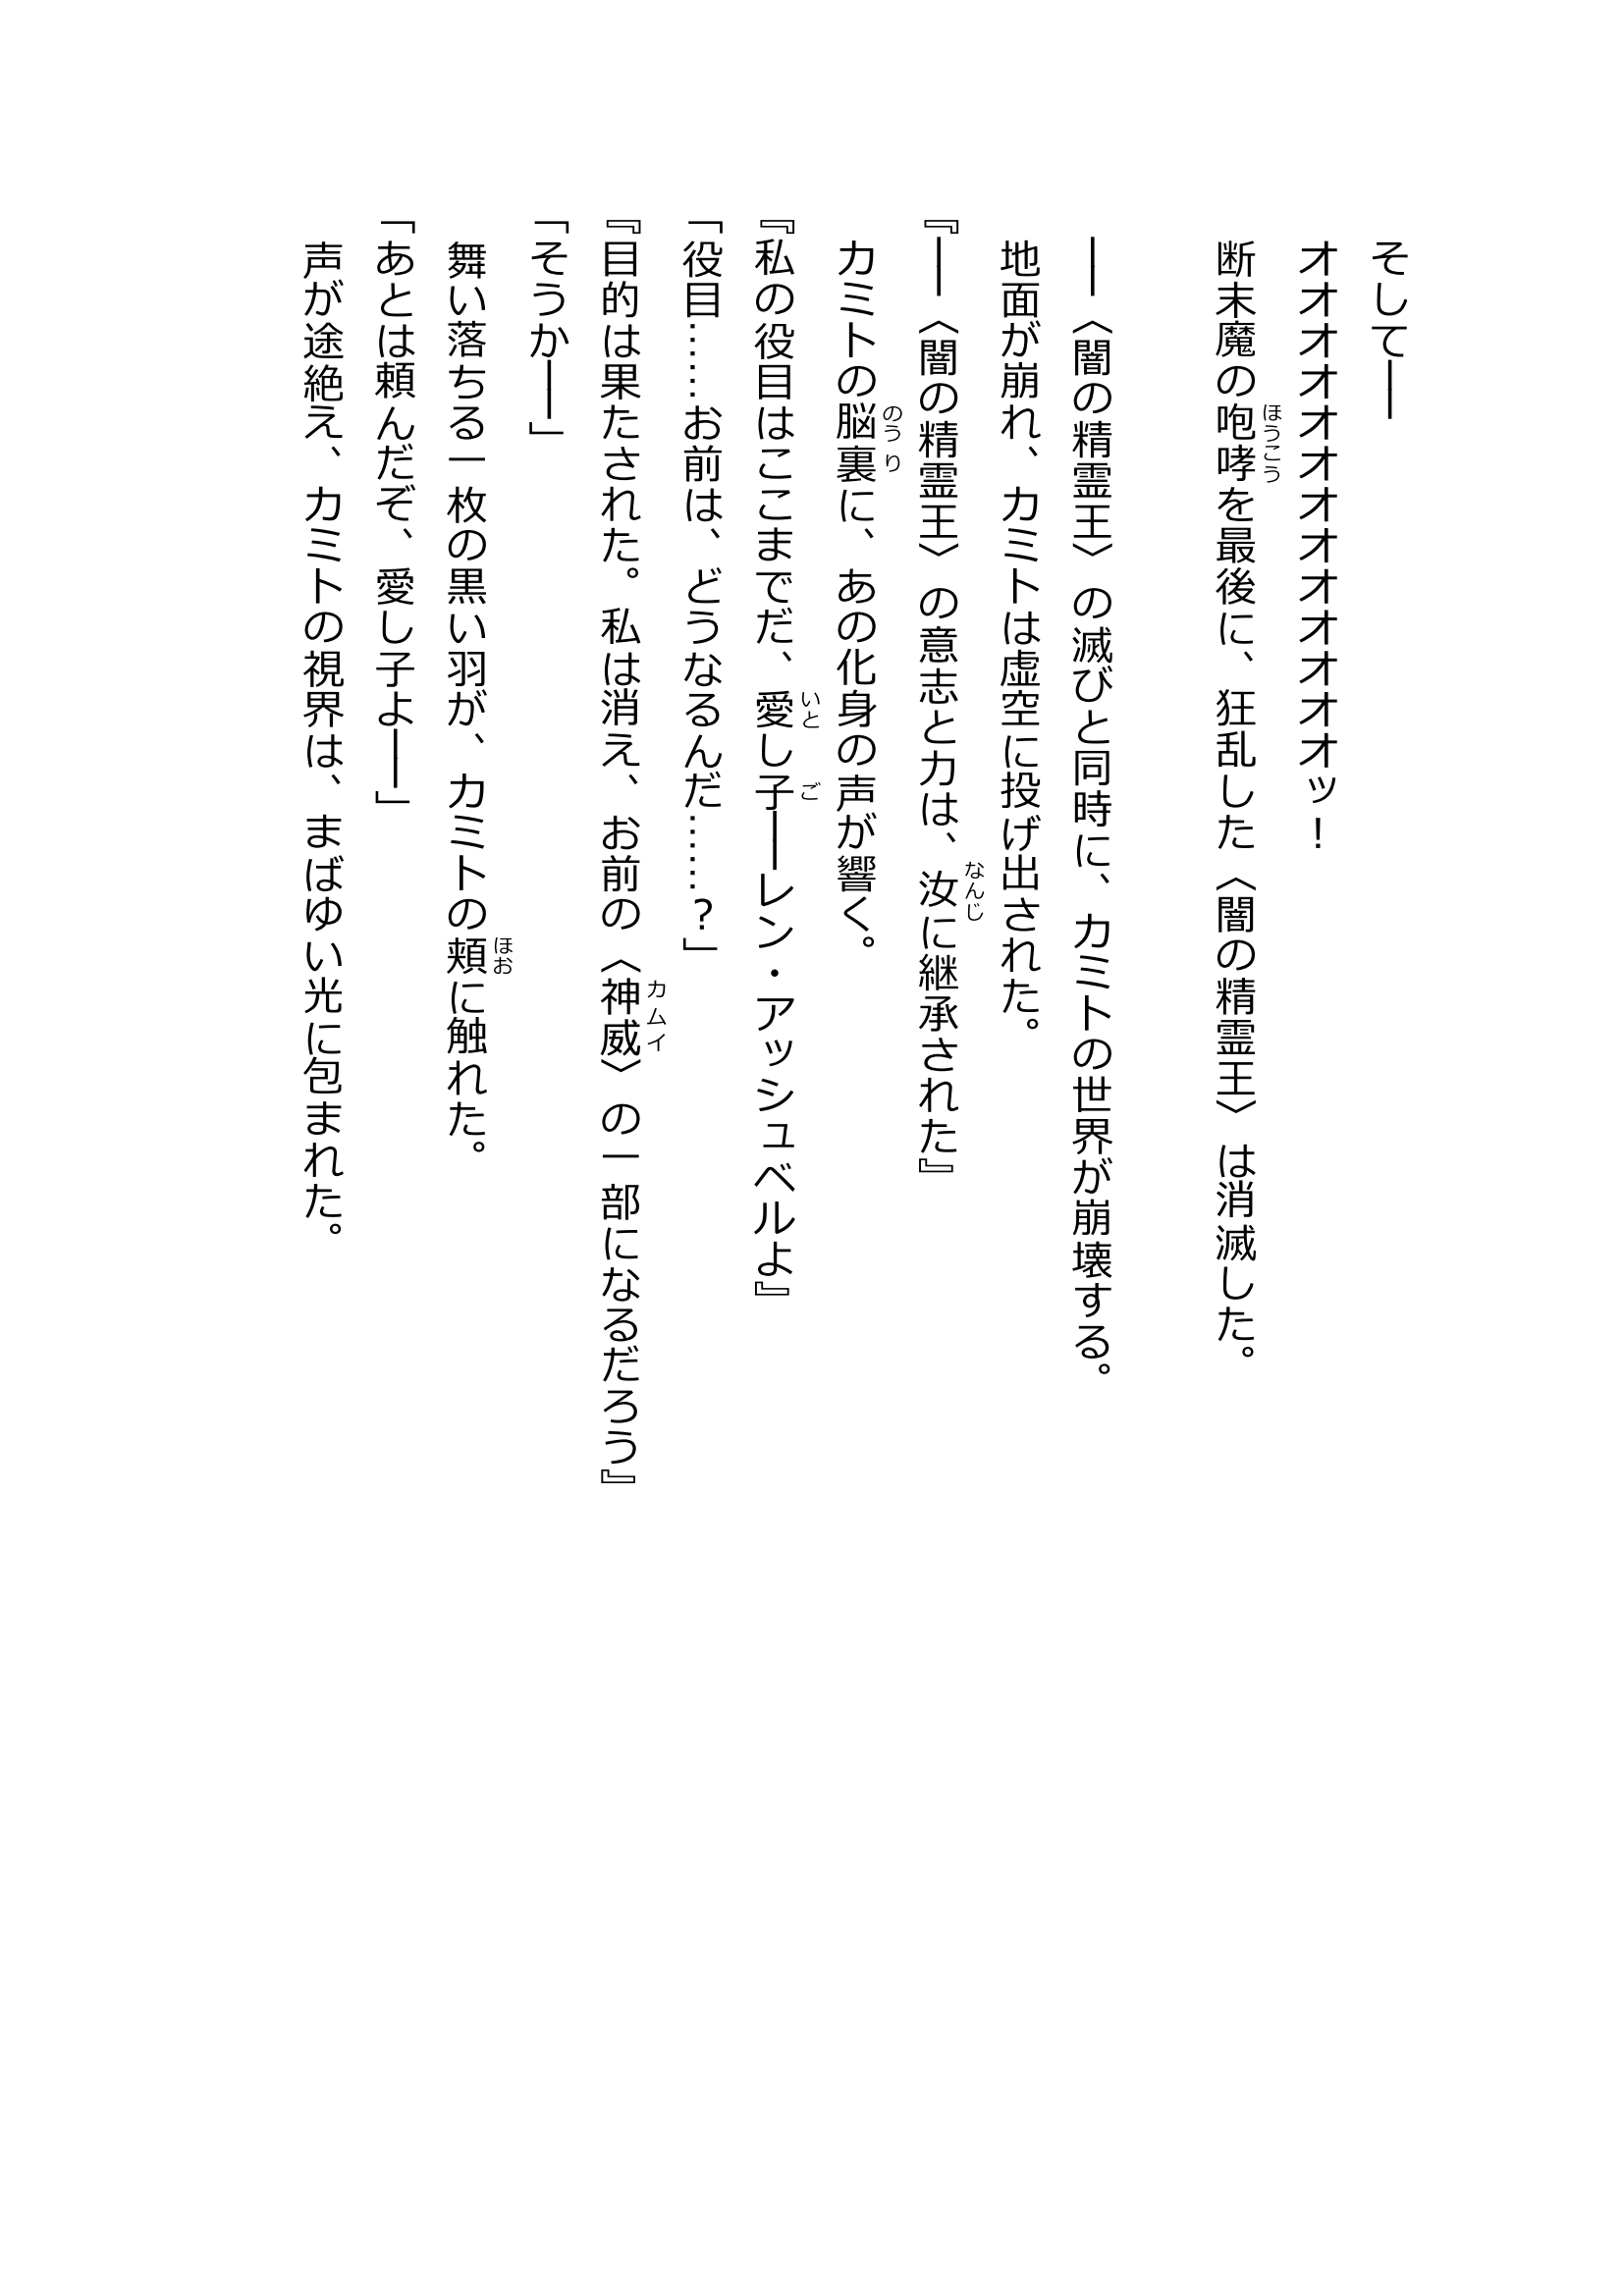 そして――
オオオオオオオオオオオオオッ！
断末魔の咆哮を最後に、狂乱した〈闇の精霊王〉は消滅した。
――〈闇の精霊王〉の滅びと同時に、カミトの世界が崩壊する。
地面が崩れ、カミトは虚空に投げ出された。
『――〈闇の精霊王〉の意志と力は、汝に継承された』
カミトの脳裏に、あの化身の声が響く。
『私の役目はここまでだ、愛し子――レン・アッシュベルよ』
「役目……お前は、どうなるんだ……？」
『目的は果たされた。私は消え、お前の〈神威〉の一部になるだろう』
「そうか――」
舞い落ちる一枚の黒い羽が、カミトの頬に触れた。
「あとは頼んだぞ、愛し子よ――」
声が途絶え、カミトの視界は、まばゆい光に包まれた。